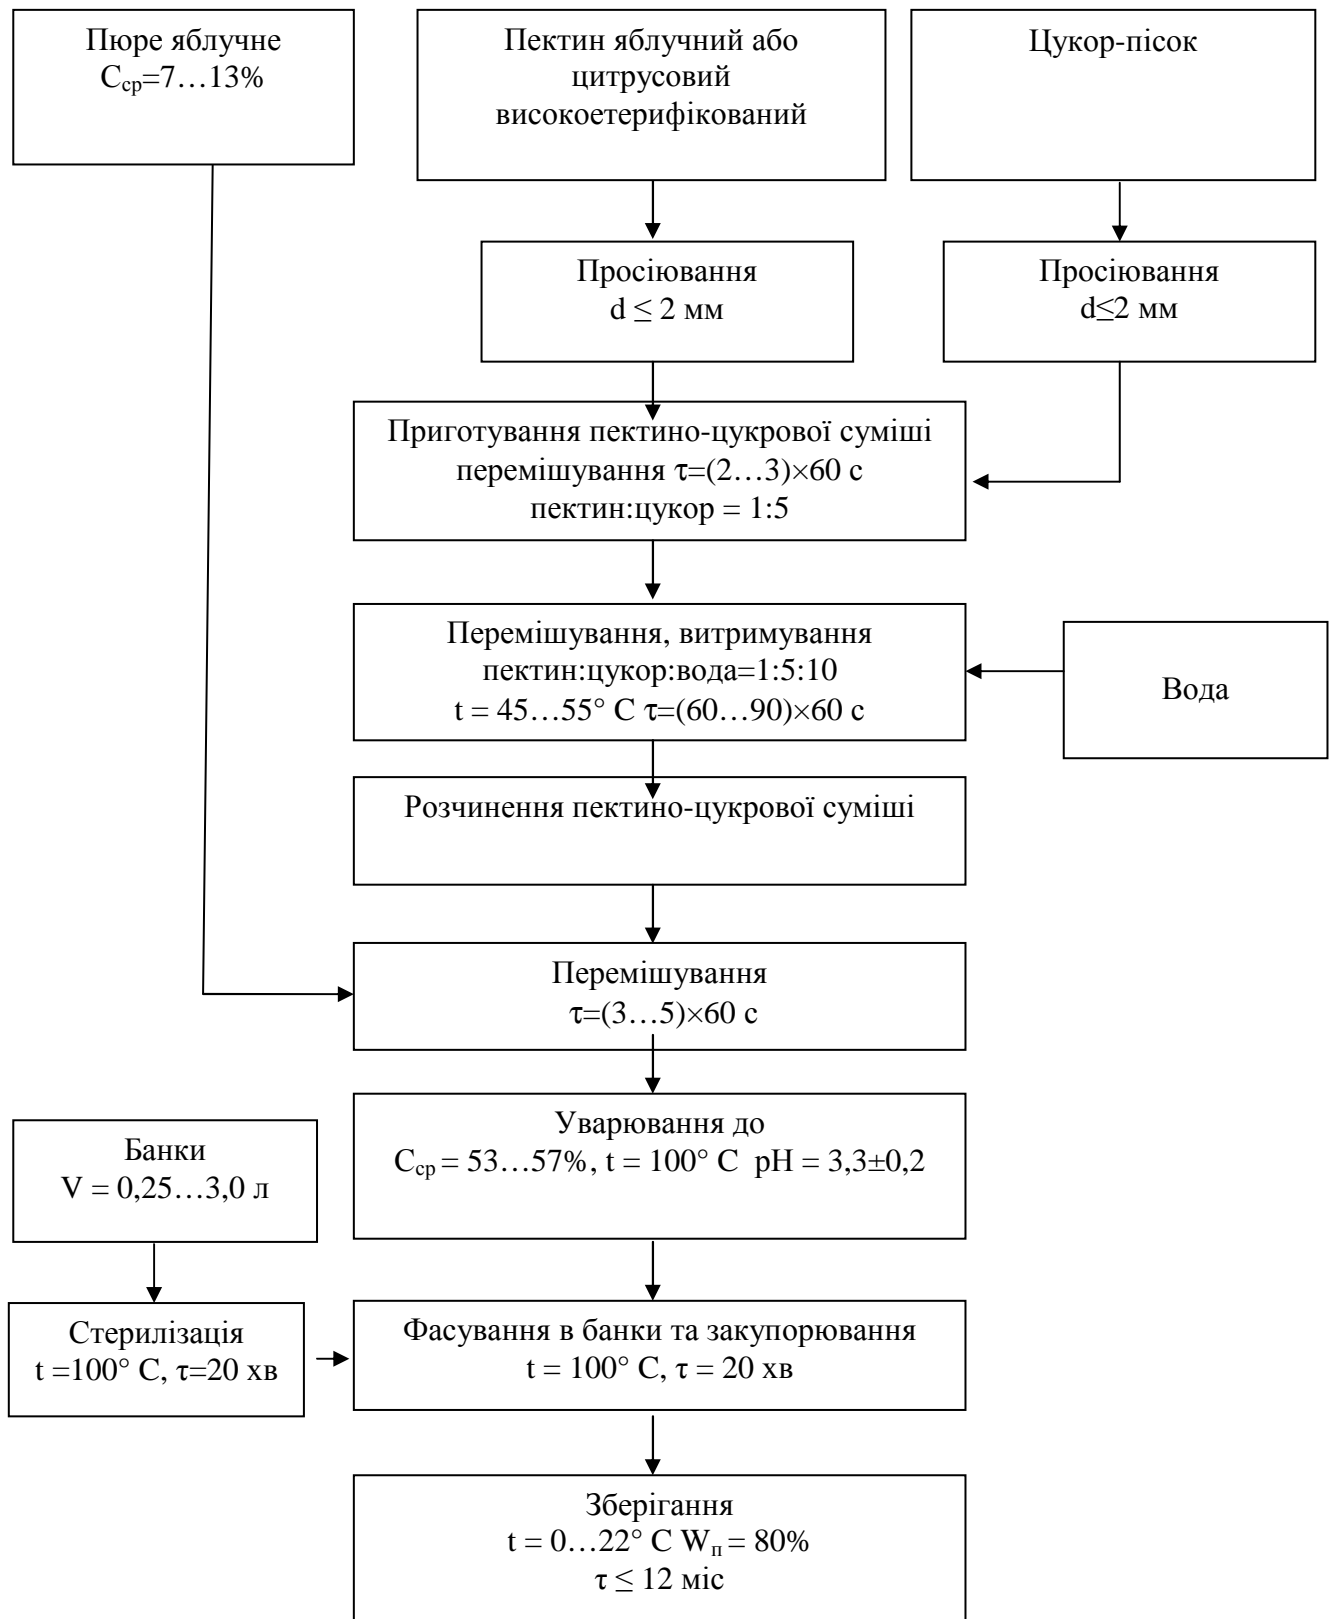 Пюре яблучне
Cср=7…13%
Пектин яблучний або
цитрусовий
високоетерифікований
Цукор-пісок
Просіювання
d ≤ 2 мм
Просіювання
d≤2 мм
Приготування пектино-цукрової суміші
перемішування τ=(2…3)×60 с
пектин:цукор = 1:5
Перемішування, витримування
пектин:цукор:вода=1:5:10
t = 45…55° С τ=(60…90)×60 с
Вода
Розчинення пектино-цукрової суміші
Перемішування
τ=(3…5)×60 с
Уварювання до
Сср = 53…57%, t = 100° С рН = 3,3±0,2
Банки
V = 0,25…3,0 л
Стерилізація
t =100° С, τ=20 хв
Фасування в банки та закупорювання
t = 100° С, τ = 20 хв
Зберігання
t = 0…22° С Wп = 80%
τ ≤ 12 міс